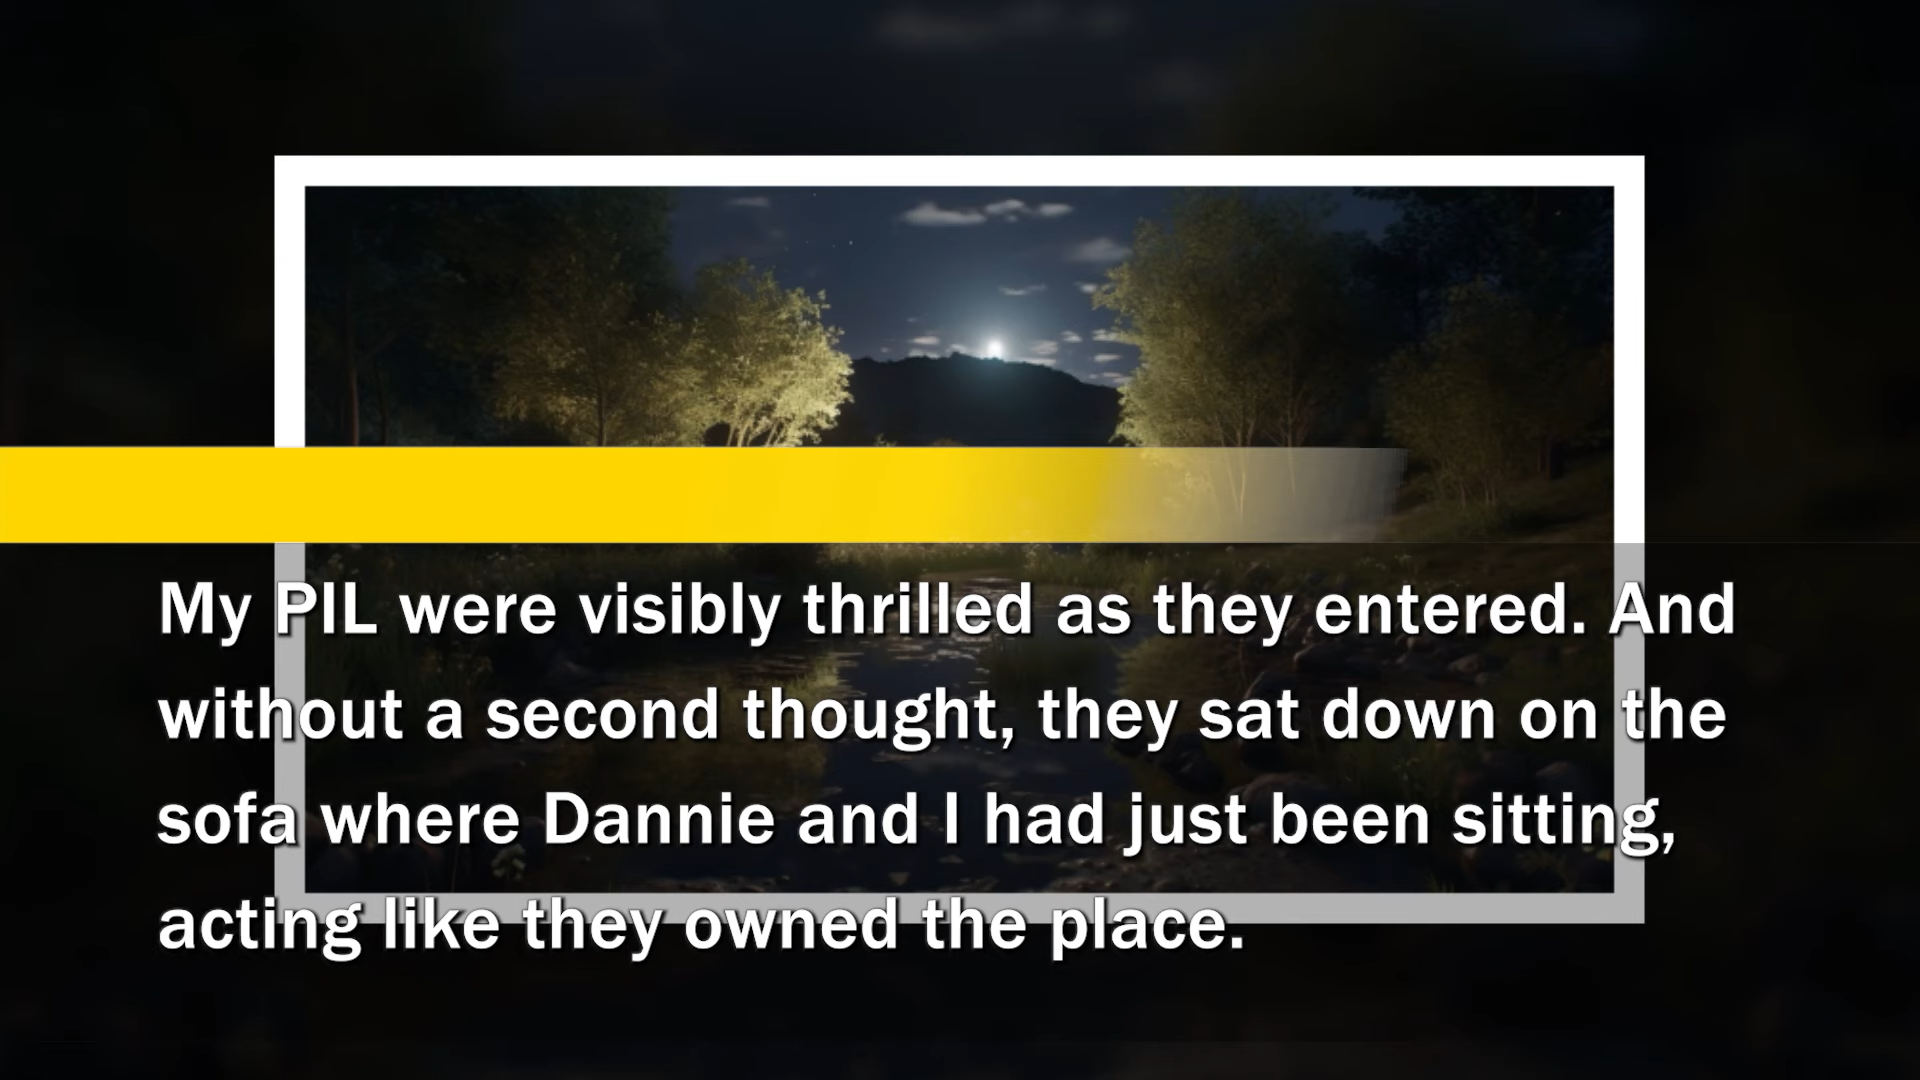 My PIL were visibly thrilled as they entered. And
without a second thought, they sat down on the
sofa where Dannie and I had just been sitting,
acting like they owned the place.